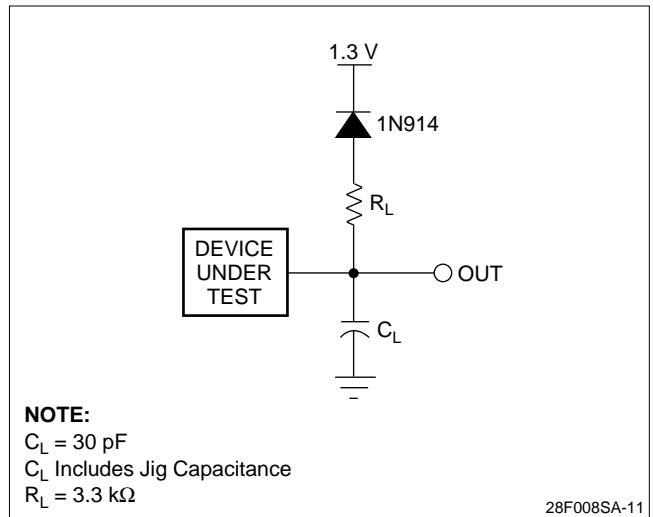 1.3 V
1N914
R_L
DEVICE
UNDER
TEST
OUT
C_L
NOTE:
C_L = 30 pF
C_L Includes Jig Capacitance
R_L = 3.3 kΩ
28F008SA-11